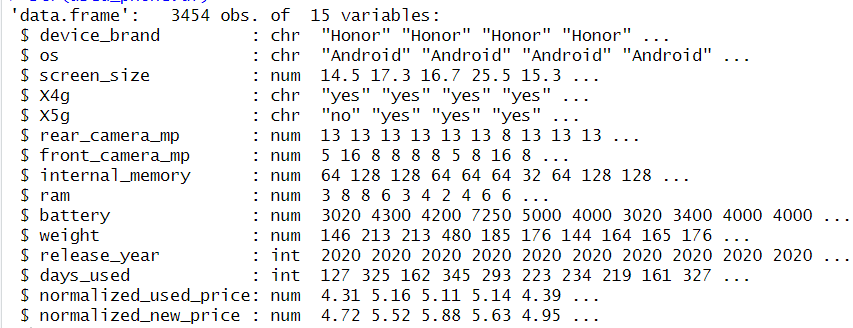 'data.frame':   3454 obs. of  15 variables:
 $ device_brand         : chr  "Honor" "Honor" "Honor" "Honor" ...
 $ os                   : chr  "Android" "Android" "Android" "Android" ...
 $ screen_size          : num  14.5 17.3 16.7 25.5 15.3 ...
 $ X4g                  : chr  "yes" "yes" "yes" "yes" ...
 $ X5g                  : chr  "no" "yes" "yes" "yes" ...
 $ rear_camera_mp       : num  13 13 13 13 13 13 8 13 13 13 ...
 $ front_camera_mp      : num  5 16 8 8 8 8 5 8 16 8 ...
 $ internal_memory      : num  64 128 128 64 64 64 32 64 128 128 ...
 $ ram                  : num  3 8 8 6 3 4 2 4 6 6 ...
 $ battery              : num  3020 4300 4200 7250 5000 4000 3020 3400 4000 4000 ...
 $ weight               : num  146 213 213 480 185 176 144 164 165 176 ...
 $ release_year         : int  2020 2020 2020 2020 2020 2020 2020 2020 2020 2020 ...
 $ days_used            : int  127 325 162 345 293 223 234 219 161 327 ...
 $ normalized_used_price: num  4.31 5.16 5.11 5.14 4.39 ...
 $ normalized_new_price : num  4.72 5.52 5.88 5.63 4.95 ...